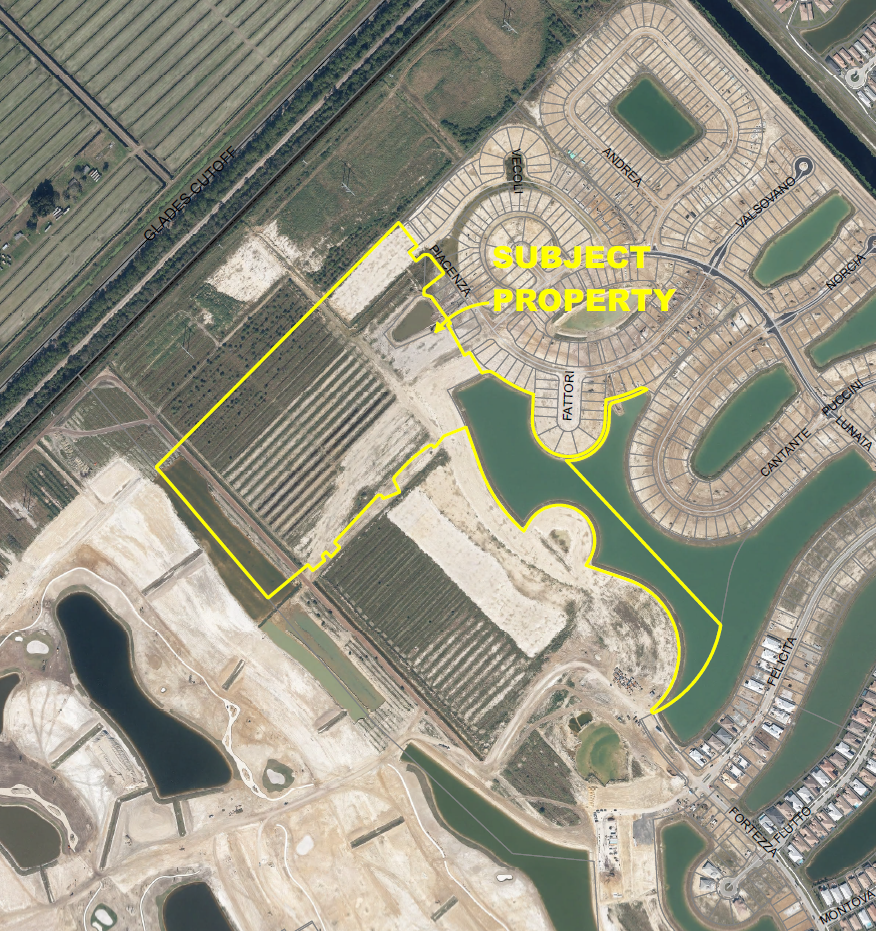 GLADES CUTOFF
VECOLI
ANDREA
VALSOVANO
NORCIA
PIACENZA
SUBJECT
PROPERTY
FATTORI
PUCCINI
LUNATA
CANTANTE
FELICITA
FLUTTO
FORTEZZA
MONTOVA